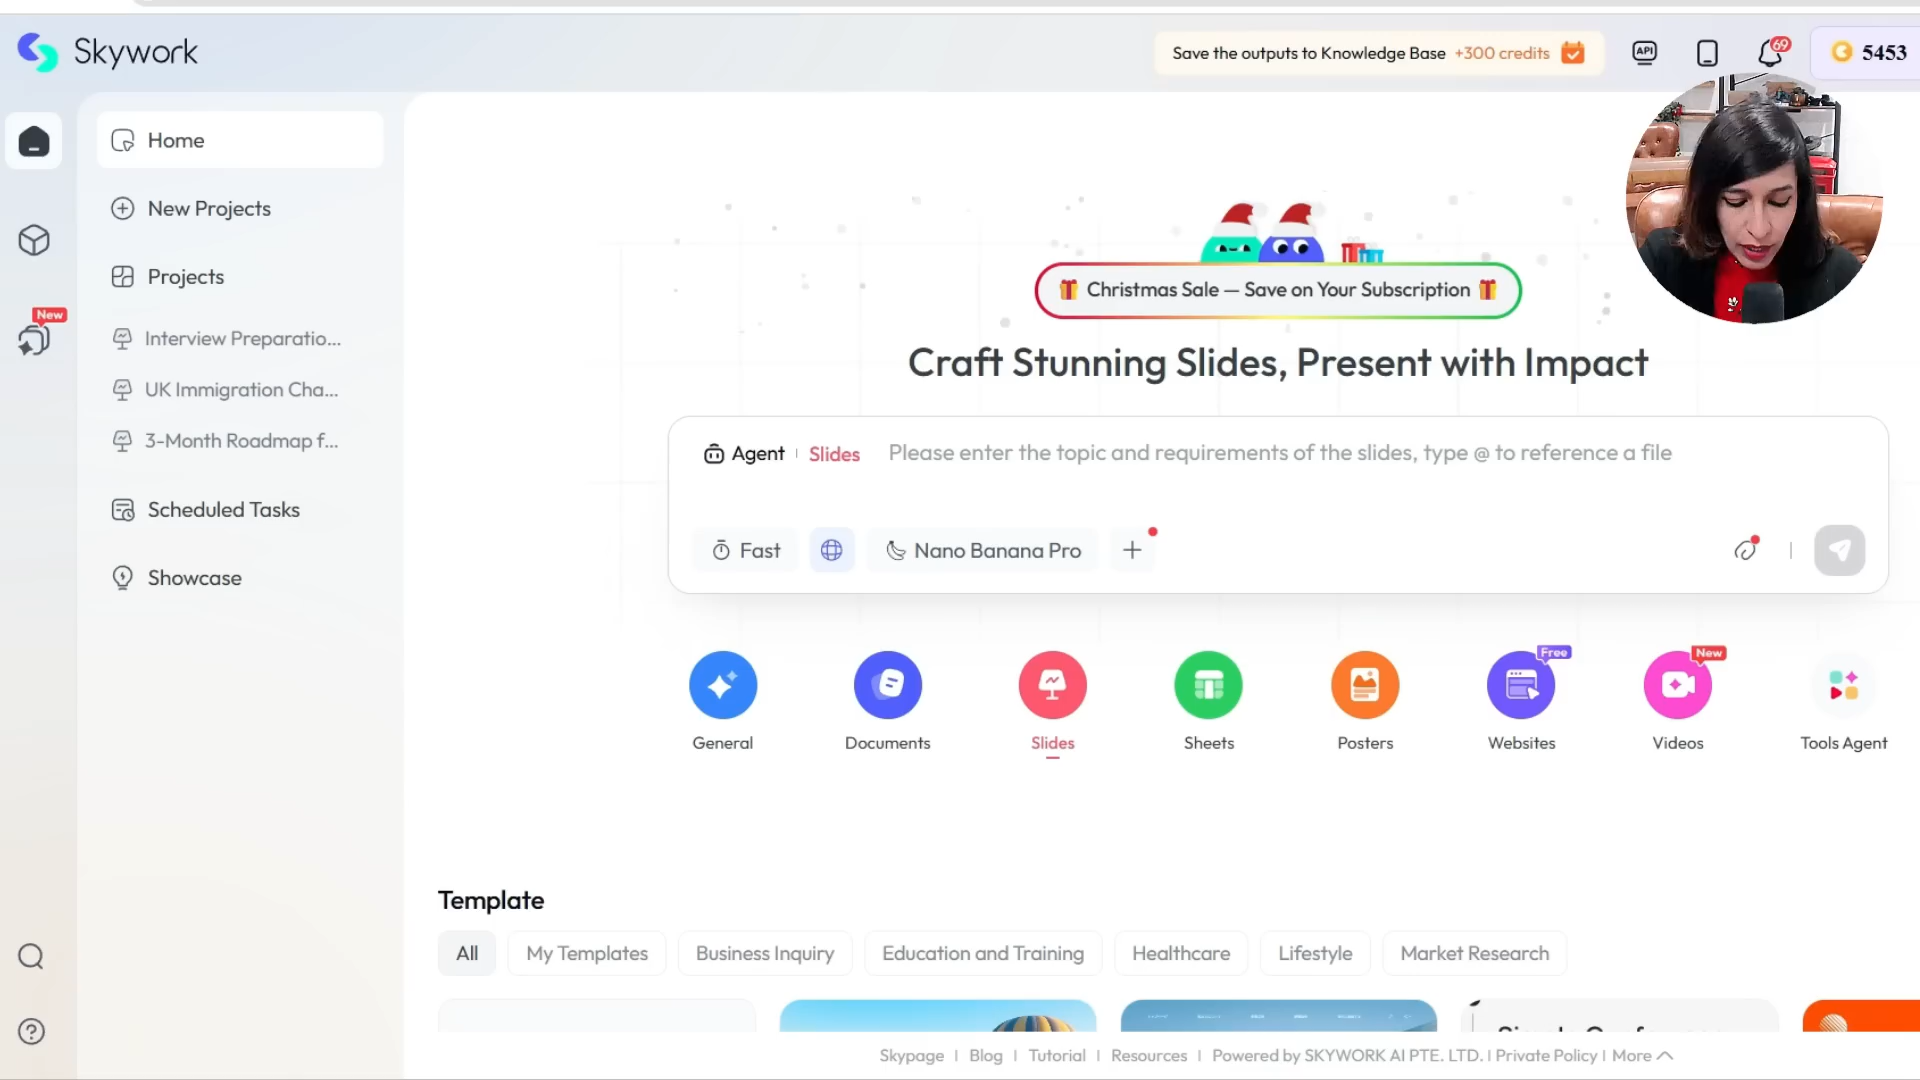 Skywork
Save the outputs to Knowledge Base +300 credits
API
69
5453
Home
New Projects
Projects
Interview Preparatio...
UK Immigration Cha...
3-Month Roadmap f...
Scheduled Tasks
Showcase
New
Christmas Sale — Save on Your Subscription
Craft Stunning Slides, Present with Impact
Agent Slides Please enter the topic and requirements of the slides, type @ to reference a file
Fast Nano Banana Pro
General
Documents
Slides
Sheets
Posters
Free
Websites
New
Videos
Tools Agent
Template
All My Templates Business Inquiry Education and Training Healthcare Lifestyle Market Research
Skypage | Blog | Tutorial | Resources | Powered by SKYWORK AI PTE. LTD. | Private Policy | More